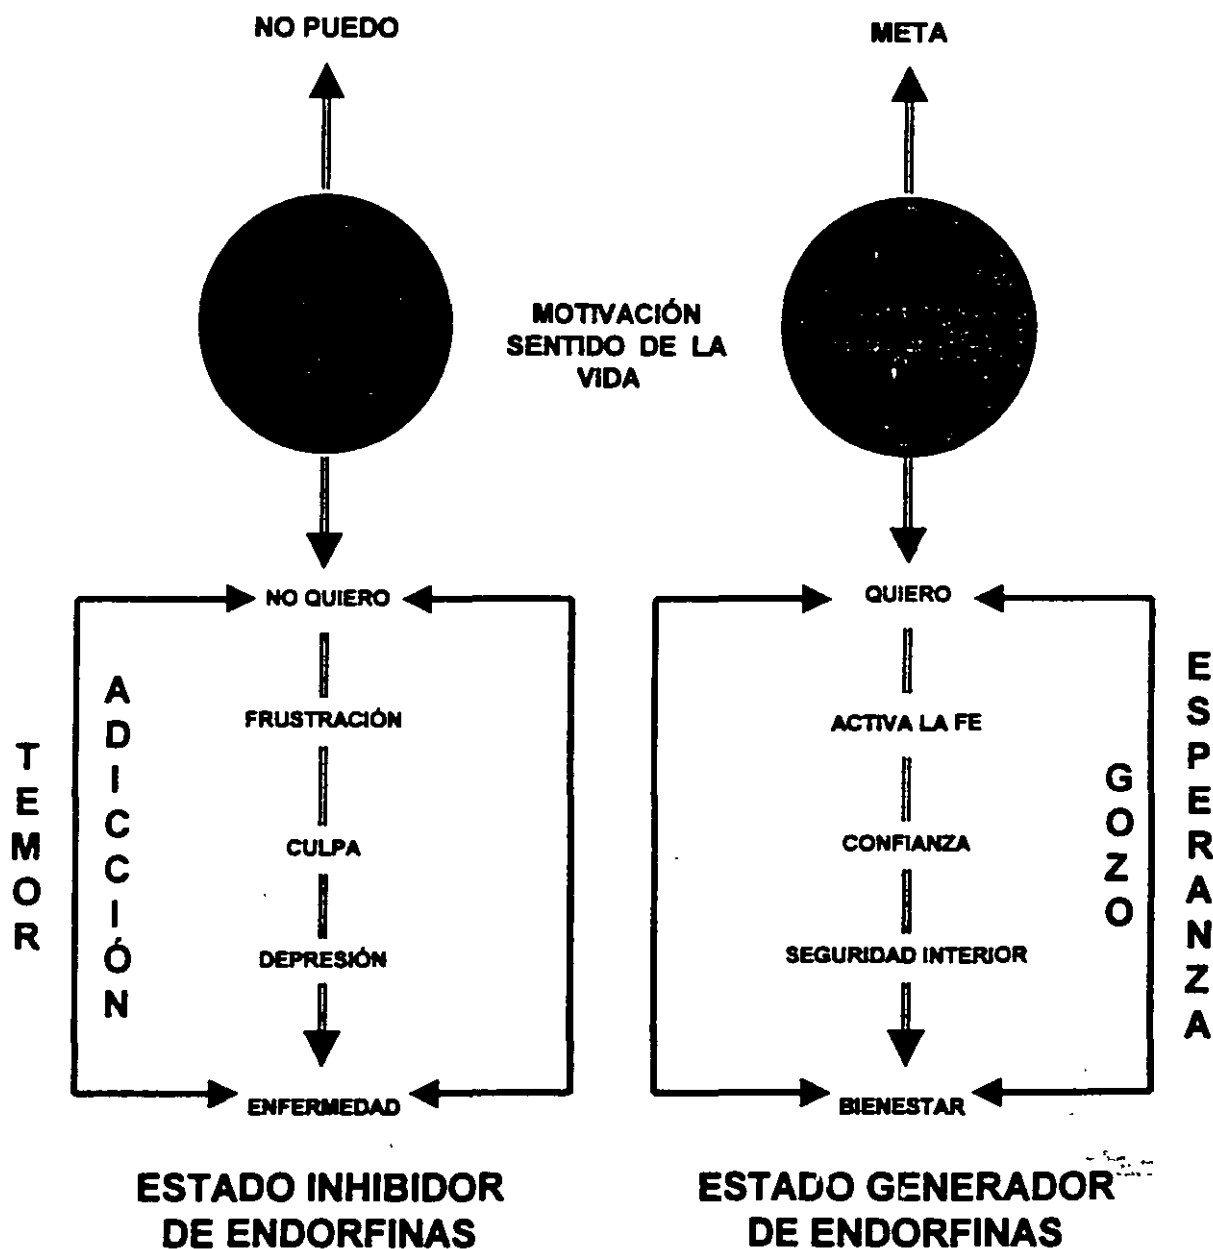 NO PUEDO
META
MOTIVACIÓN
SENTIDO DE LA
VIDA
NO QUIERO
FRUSTRACIÓN
CULPA
DEPRESIÓN
ENFERMEDAD
TEMOR
ADICCIÓN
QUIERO
ACTIVA LA FE
CONFIANZA
SEGURIDAD INTERIOR
BIENESTAR
GOZO
ESPERANZA
ESTADO INHIBIDOR
DE ENDORFINAS
ESTADO GENERADOR
DE ENDORFINAS